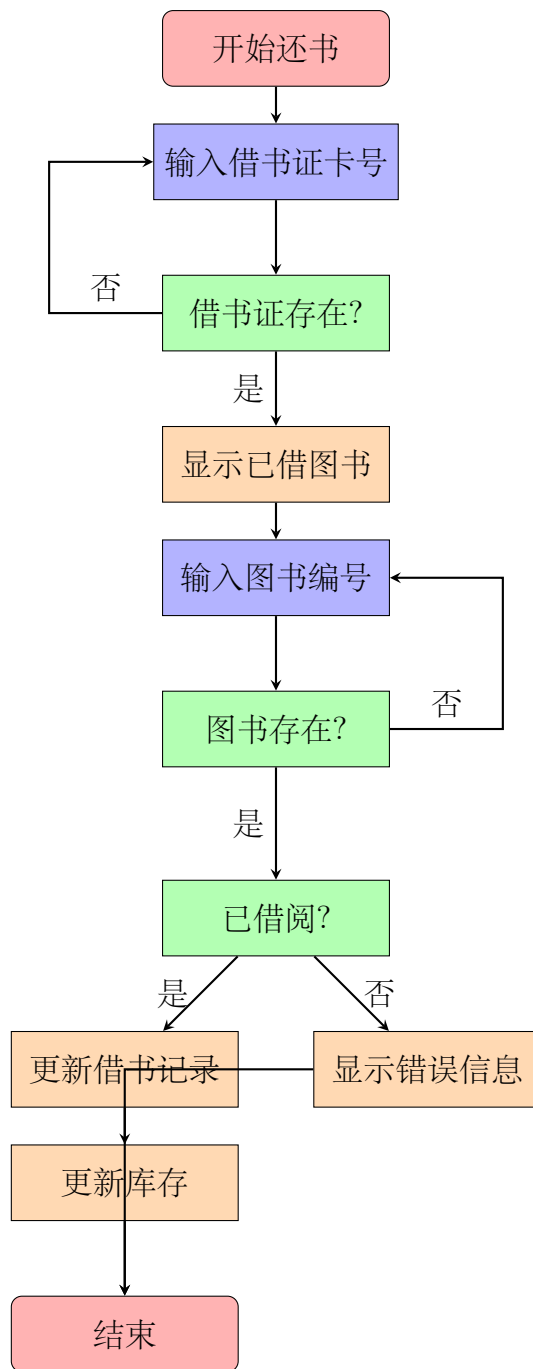 开始还书
输入借书证卡号
否
借书证存在?
是
显示已借图书
输入图书编号
否
图书存在?
是
已借阅?
是
否
更新借书记录
显示错误信息
更新库存
结束